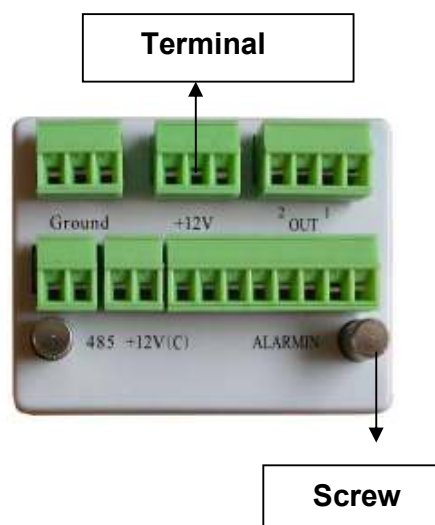 Terminal
Ground +12V 2 OUT 1
485 +12V(C) ALARMIN
Screw